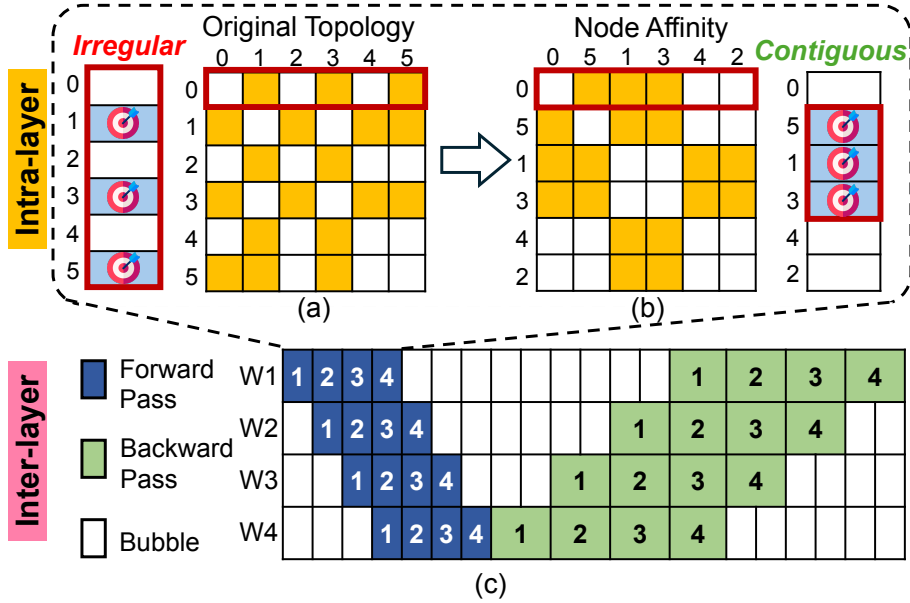 Irregular
Original Topology
Node Affinity
Contiguous
0 1 2 3 4 5
0 5 1 3 4 2
Intra-layer
0
1
2
3
4
5
0
1
2
3
4
5
0
5
1
3
4
2
0
5
1
3
4
2
(a)
(b)
Inter-layer
Forward
Pass
Backward
Pass
Bubble
W1 1 2 3 4 1 2 3 4
W2 1 2 3 4 1 2 3 4
W3 1 2 3 4 1 2 3 4
W4 1 2 3 4 1 2 3 4
(c)